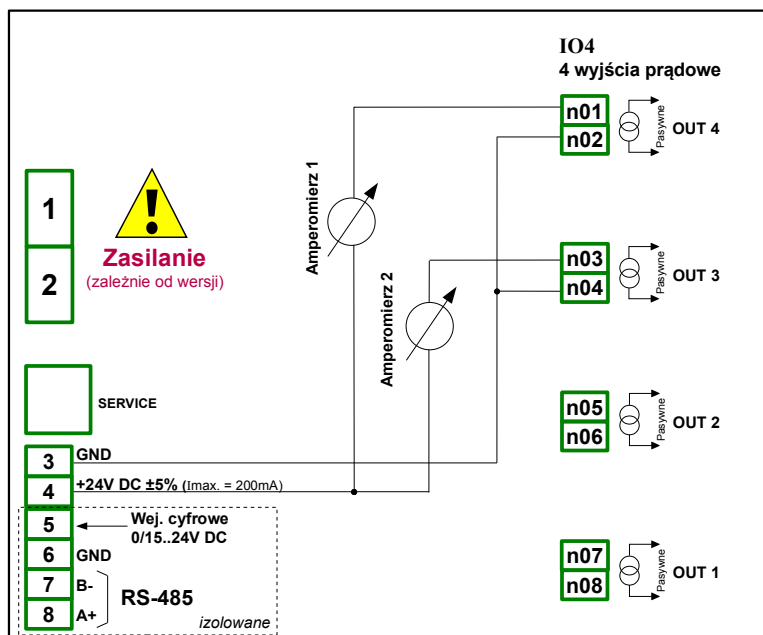 IO4
4 wyjścia prądowe
n01
n02
Pasywne
OUT 4
Amperomierz 1
1
2
!
Zasilanie
(zależnie od wersji)
n03
n04
Pasywne
OUT 3
Amperomierz 2
SERVICE
n05
n06
Pasywne
OUT 2
3 GND
4 +24V DC ±5% (Imax. = 200mA)
5 Wej. cyfrowe
0/15..24V DC
6 GND
7 B-
8 A+
RS-485
izolowane
n07
n08
Pasywne
OUT 1